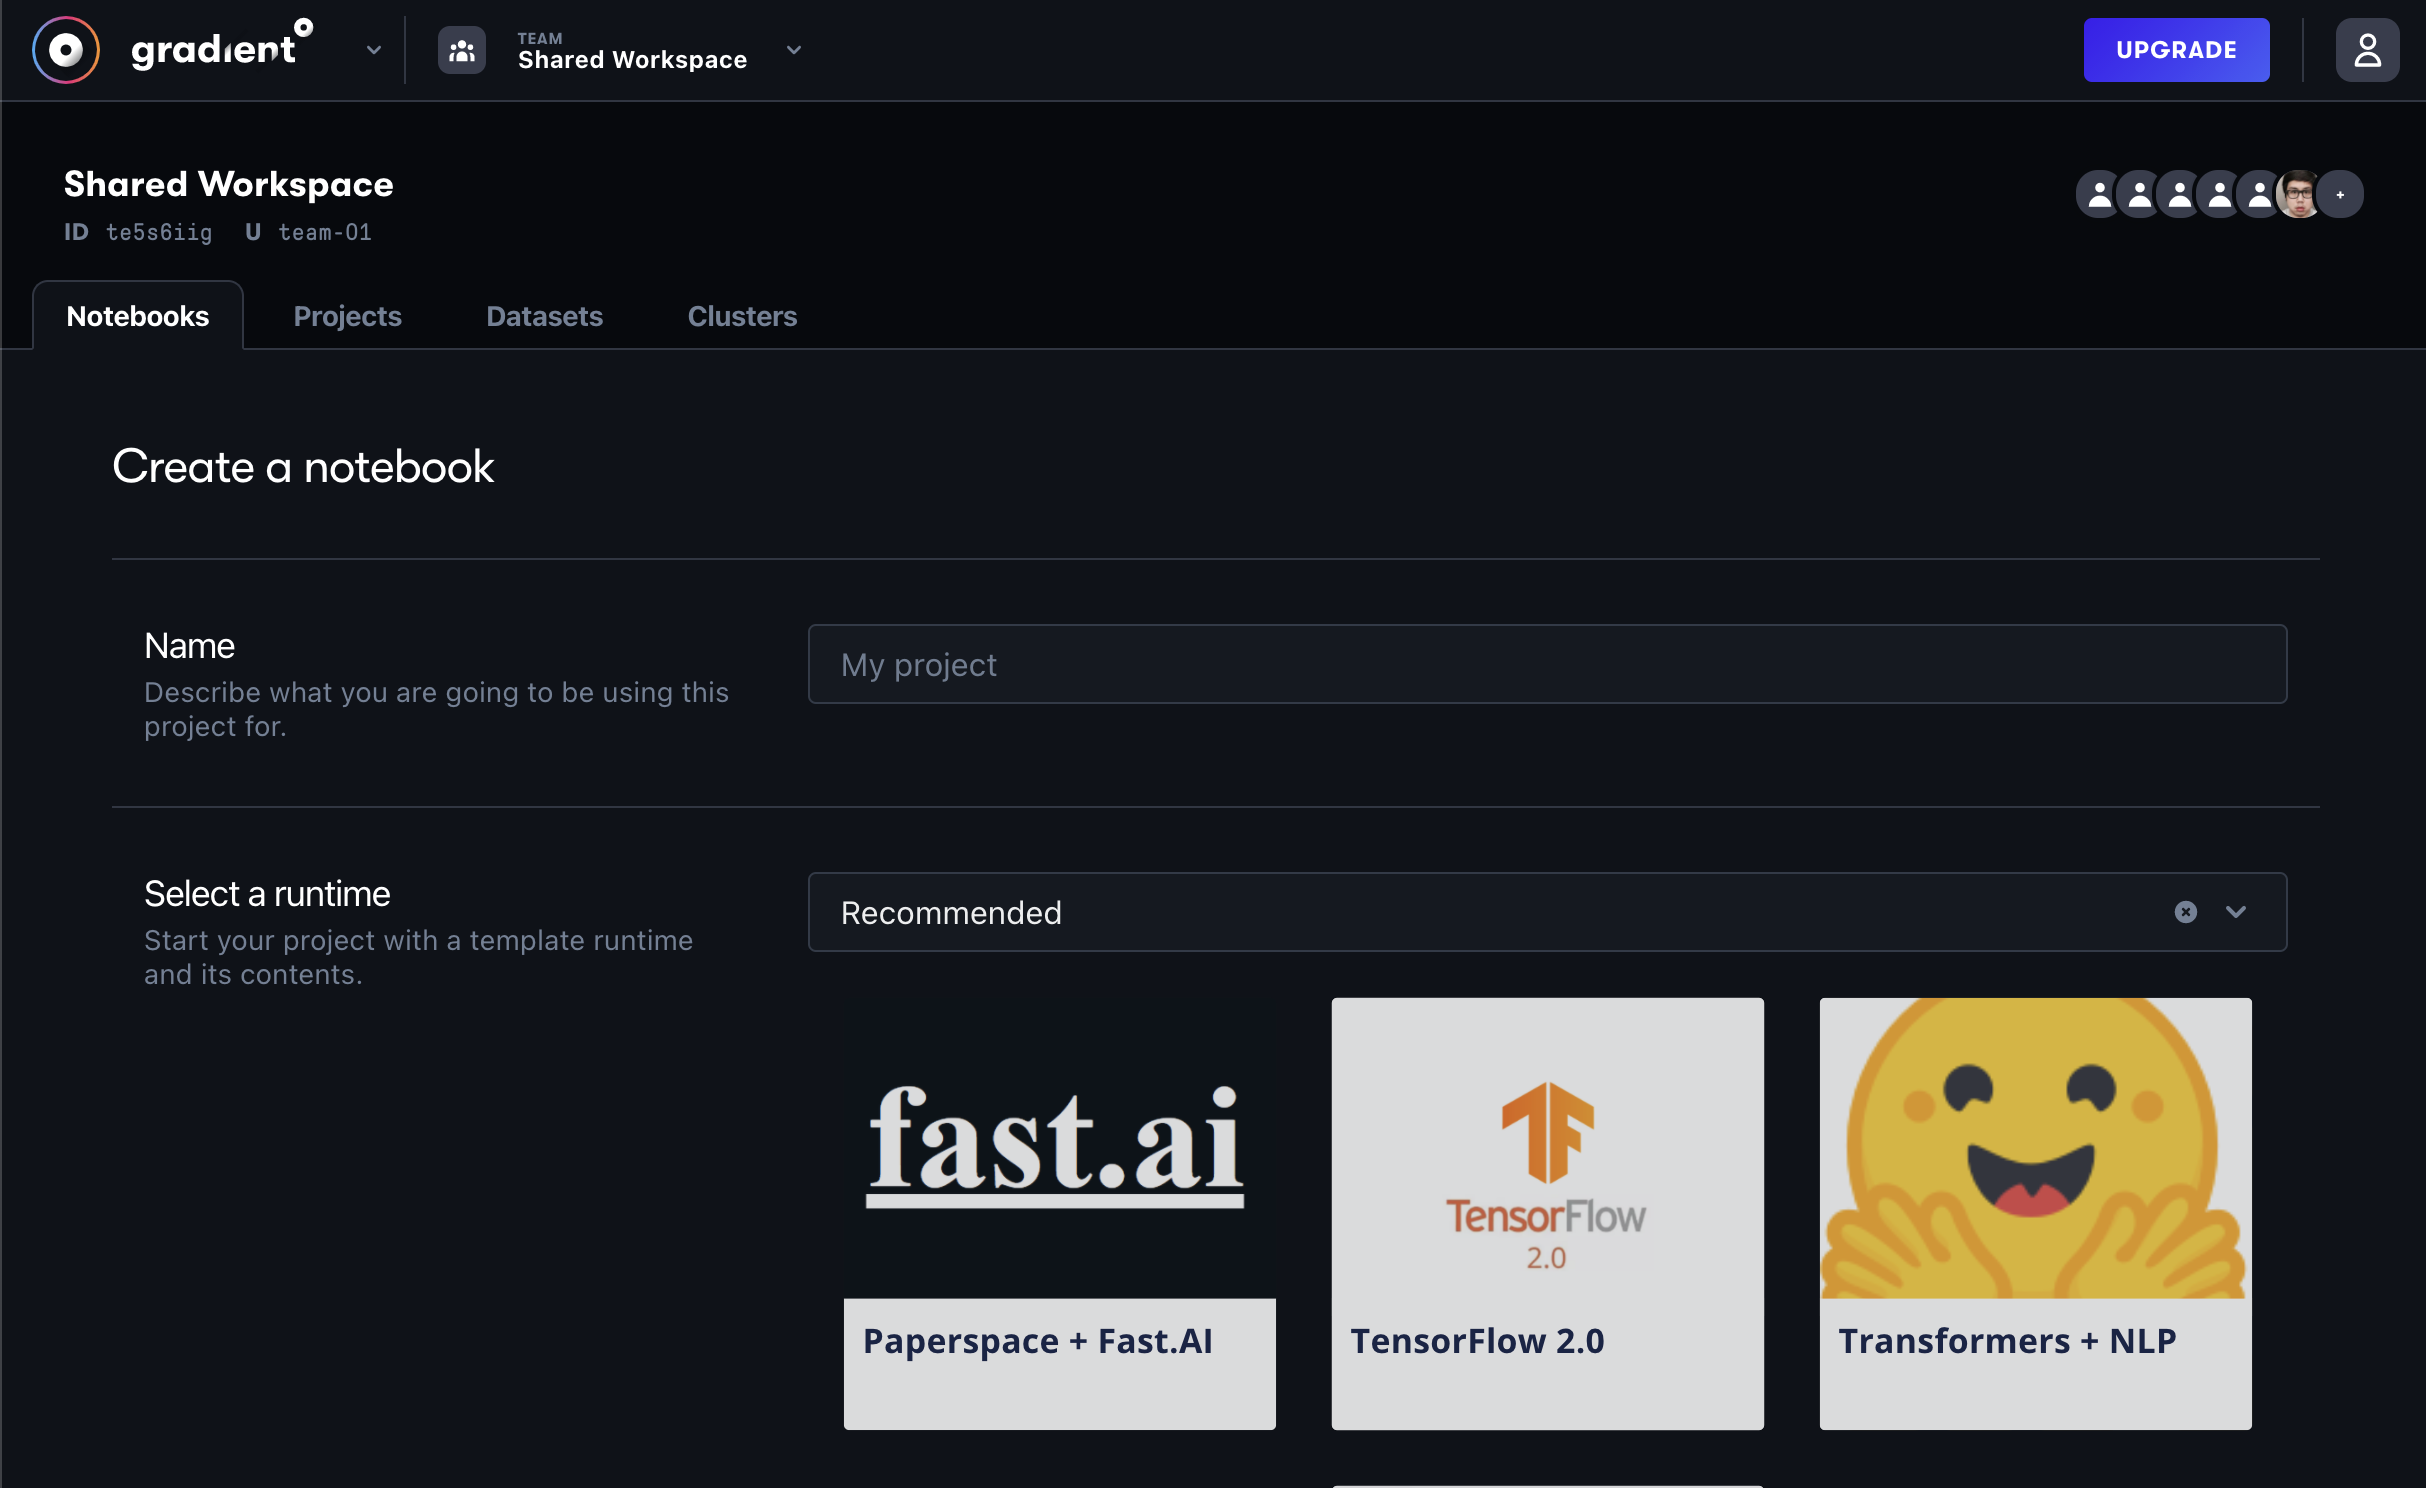 gradient
TEAM
Shared Workspace
UPGRADE
Shared Workspace
ID te5s6iig U team-01
+
Notebooks Projects Datasets Clusters
Create a notebook
Name
My project
Describe what you are going to be using this
project for.
Select a runtime
Recommended
Start your project with a template runtime
and its contents.
fast.ai
TensorFlow
2.0
Paperspace + Fast.AI
TensorFlow 2.0
Transformers + NLP